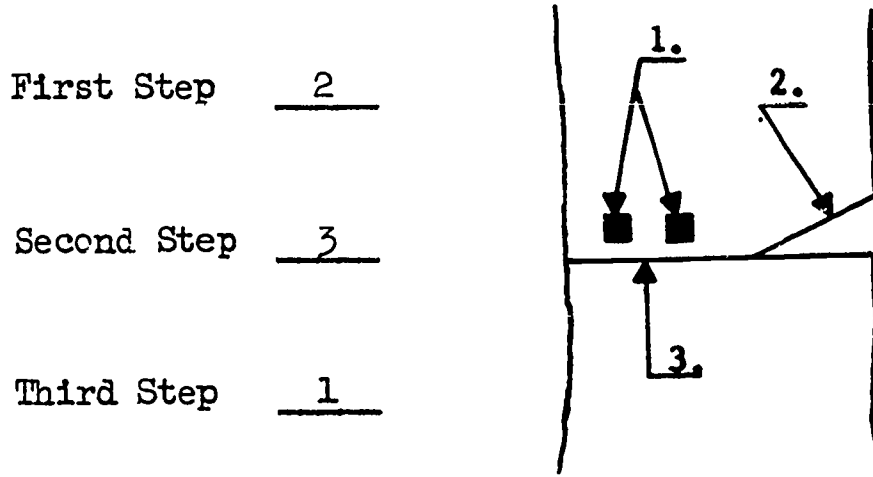 First Step 2
Second Step 3
Third Step 1
1.
2.
3.